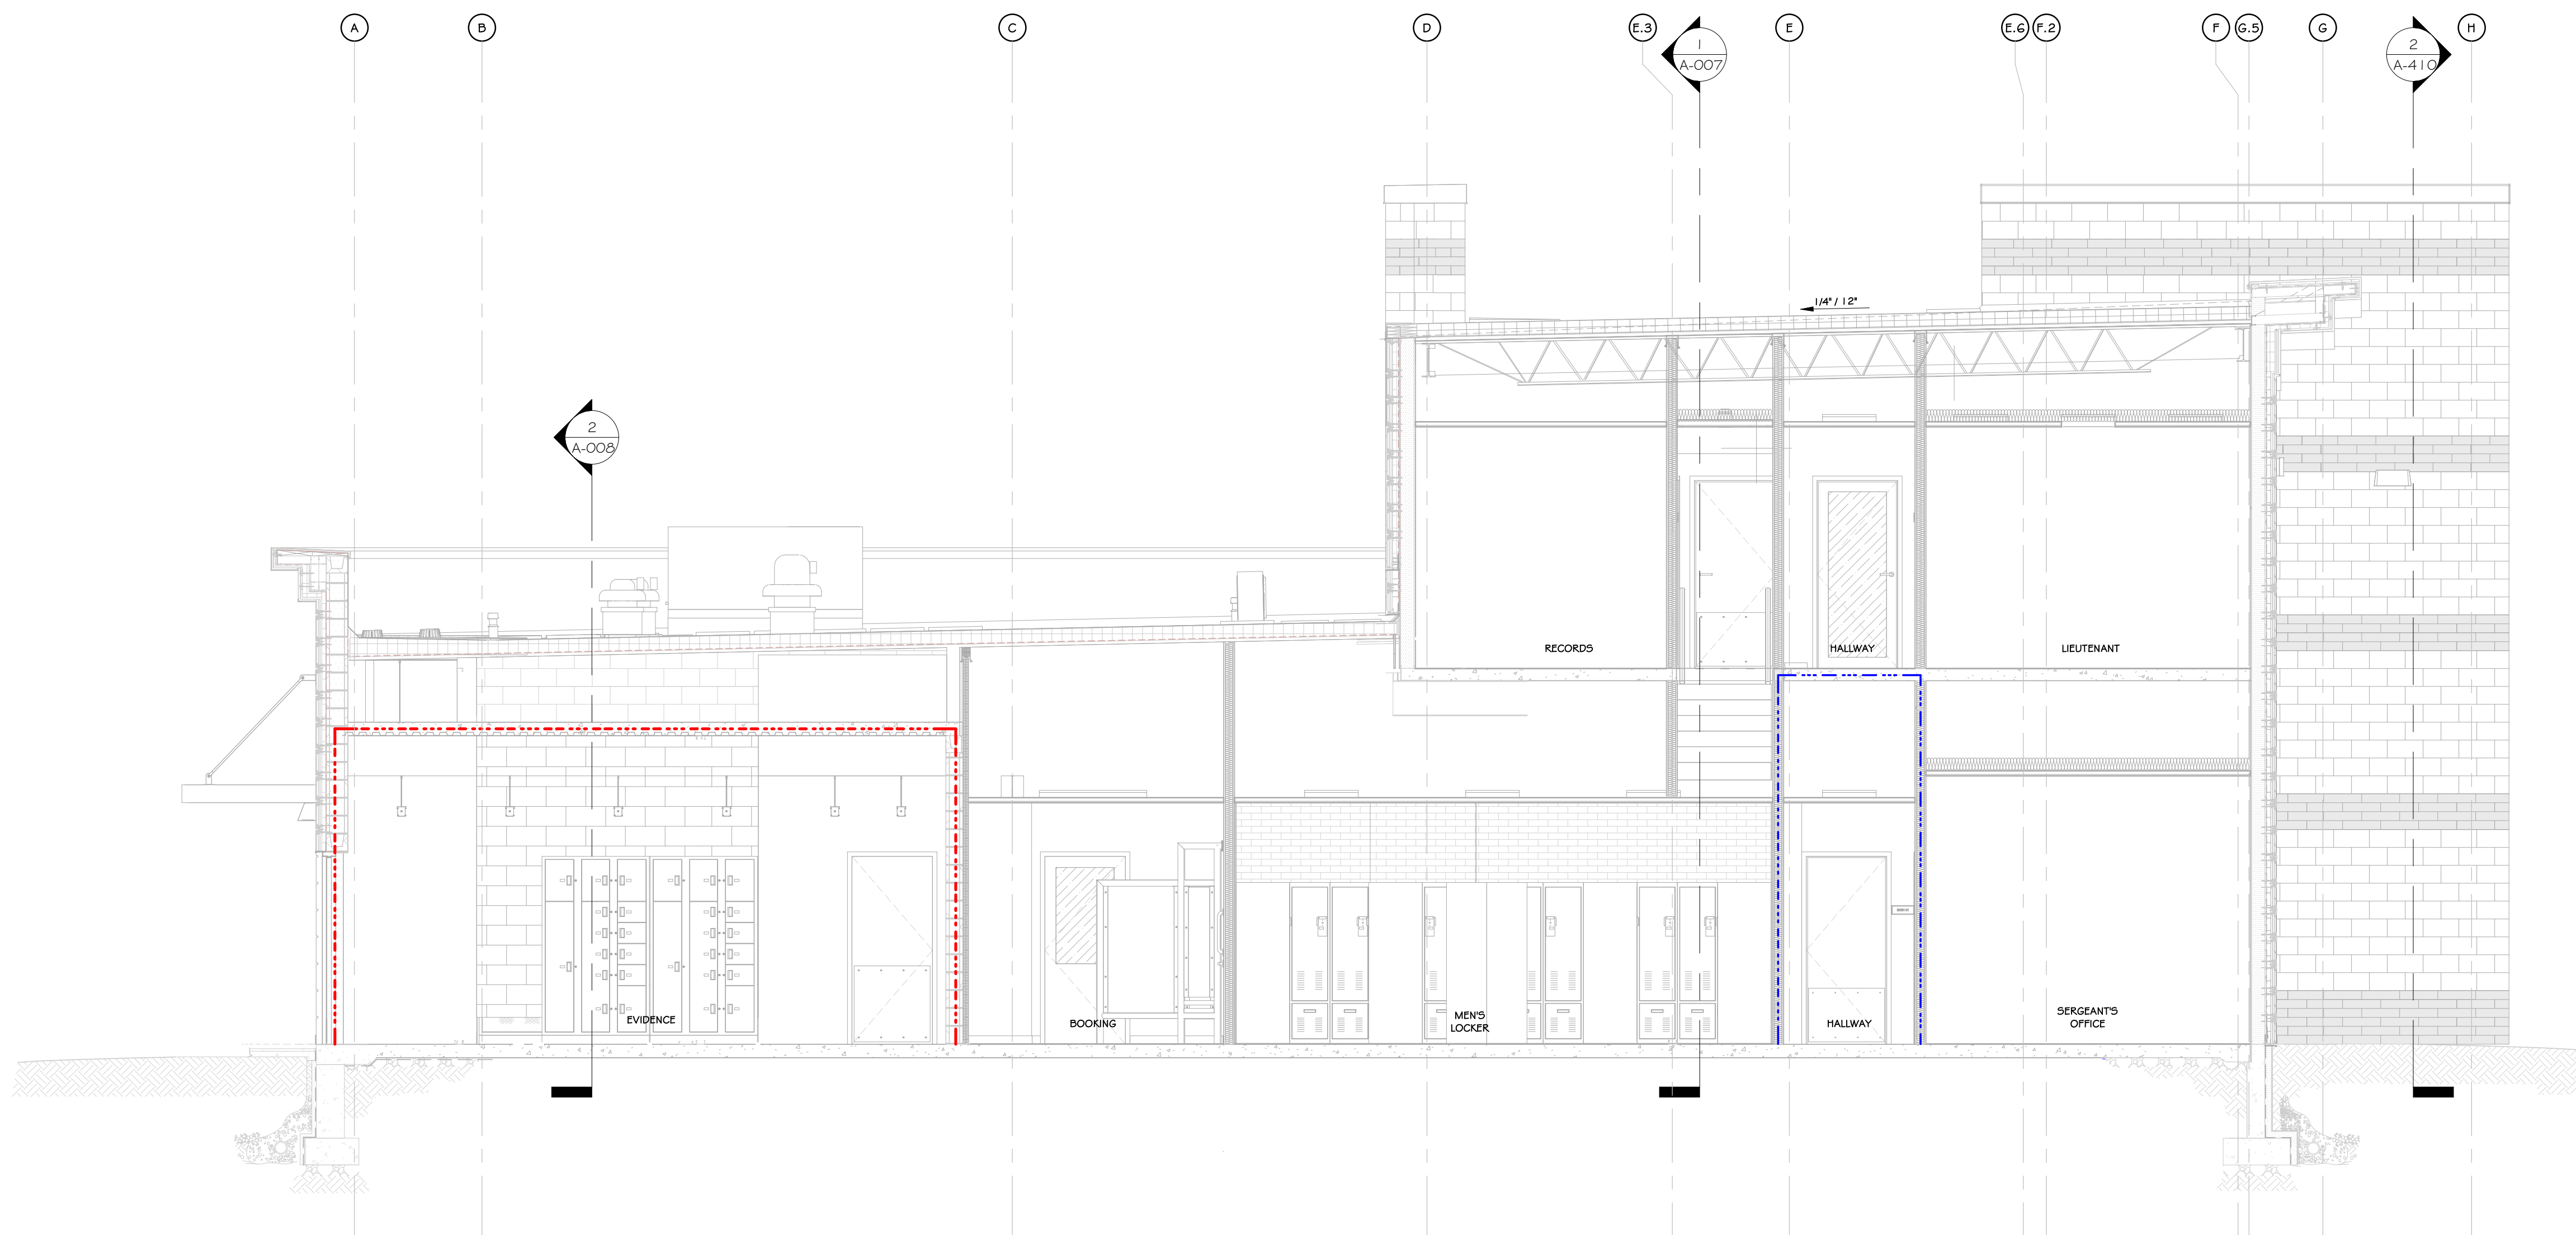 A
B
C
D
E.3
E
E.6
F.2
F
G.5
G
H
1
A-007
2
A-410
1/4" / 12"
2
A-008
RECORDS
HALLWAY
LIEUTENANT
EVIDENCE
BOOKING
MEN'S
LOCKER
HALLWAY
SERGEANT'S
OFFICE